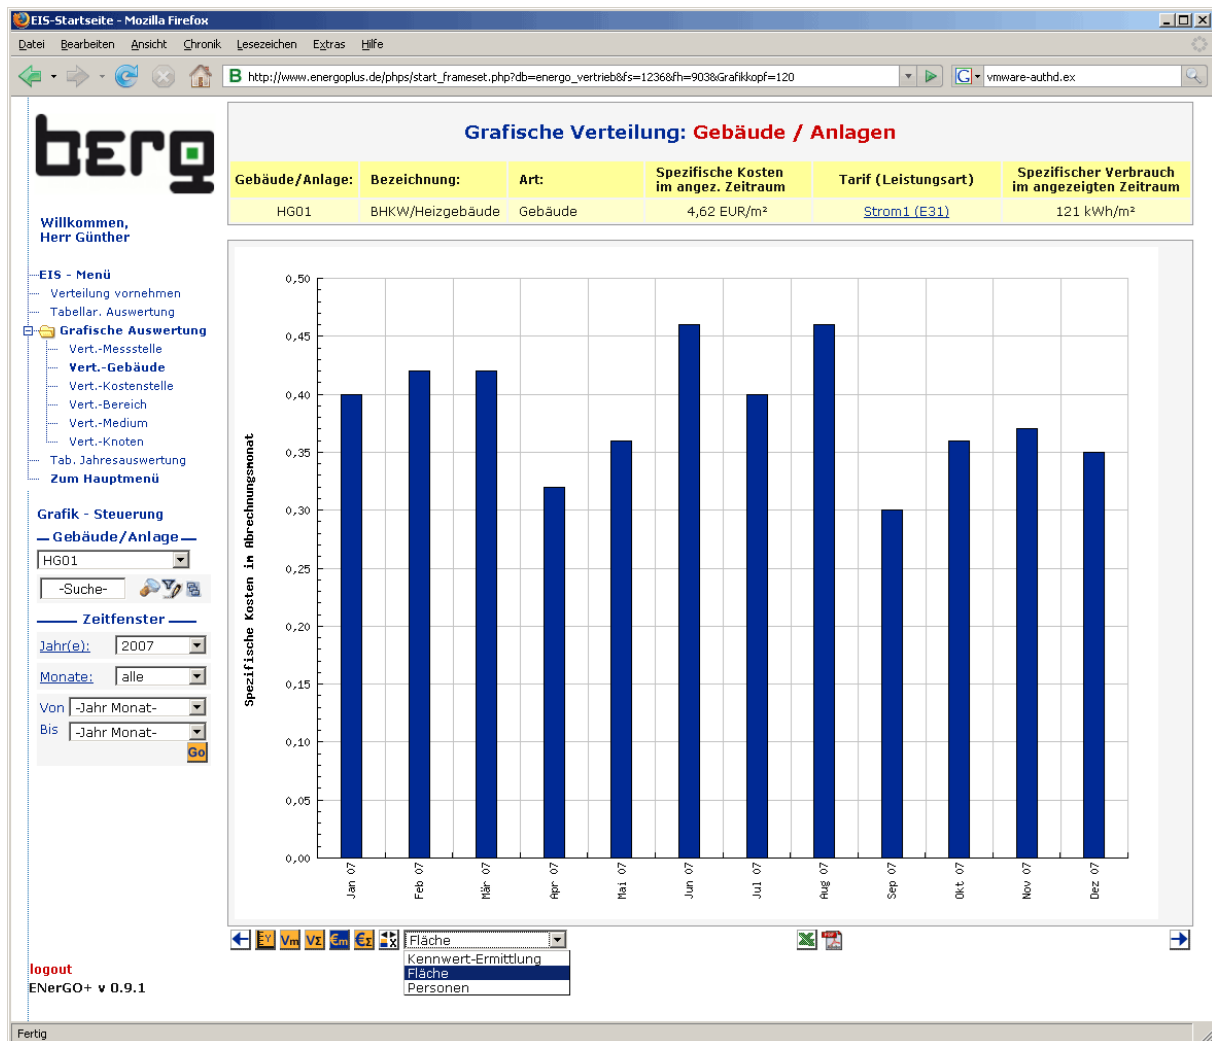 EIS-Startseite - Mozilla Firefox
Datei Bearbeiten Ansicht Chronik Lesezeichen Extras Hilfe
B http://www.energoplus.de/phps/start_frameset.php?db=energo_vertrieb&fs=1236&fh=903&Grafikkopf=120
G vmware-authd.ex
berg
Willkommen,
Herr Günther
EIS - Menü
Verteilung vornehmen
Tabellar. Auswertung
Grafische Auswertung
Vert.-Messstelle
Vert.-Gebäude
Vert.-Kostenstelle
Vert.-Bereich
Vert.-Medium
Vert.-Knoten
Tab. Jahresauswertung
Zum Hauptmenü
Grafik - Steuerung
Gebäude/Anlage
HG01
-Suche-
Zeitfenster
Jahr(e): 2007
Monate: alle
Von -Jahr Monat-
Bis -Jahr Monat-
Go
logout
ENerGO+ v 0.9.1
Grafische Verteilung: Gebäude / Anlagen
Gebäude/Anlage: Bezeichnung: Art: Spezifische Kosten im angez. Zeitraum Tarif (Leistungsart) Spezifischer Verbrauch im angezeigten Zeitraum
HG01 BHKW/Heizgebäude Gebäude 4,62 EUR/m² Strom1 (E31) 121 kWh/m²
Spezifische Kosten im Abrechnungsmonat
0,50
0,45
0,40
0,35
0,30
0,25
0,20
0,15
0,10
0,05
0,00
Jan 07 Feb 07 Mär 07 Apr 07 Mai 07 Jun 07 Jul 07 Aug 07 Sep 07 Okt 07 Nov 07 Dez 07
EY Vm VΣ €m €Σ X Fläche
Kennwert-Ermittlung
Fläche
Personen
Fertig